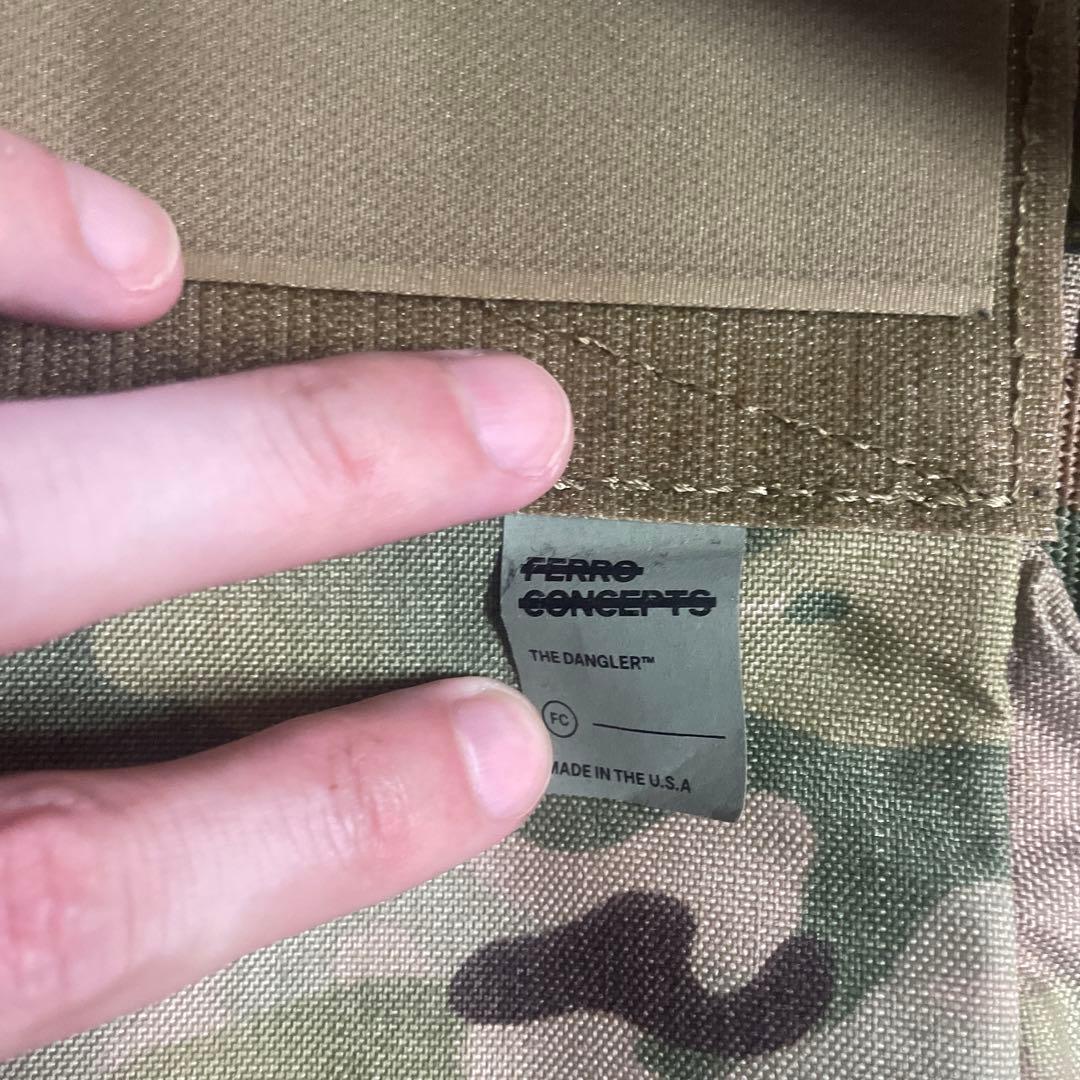 FERRO
CONCEPTS
THE DANGLER™
FC
MADE IN THE U.S.A